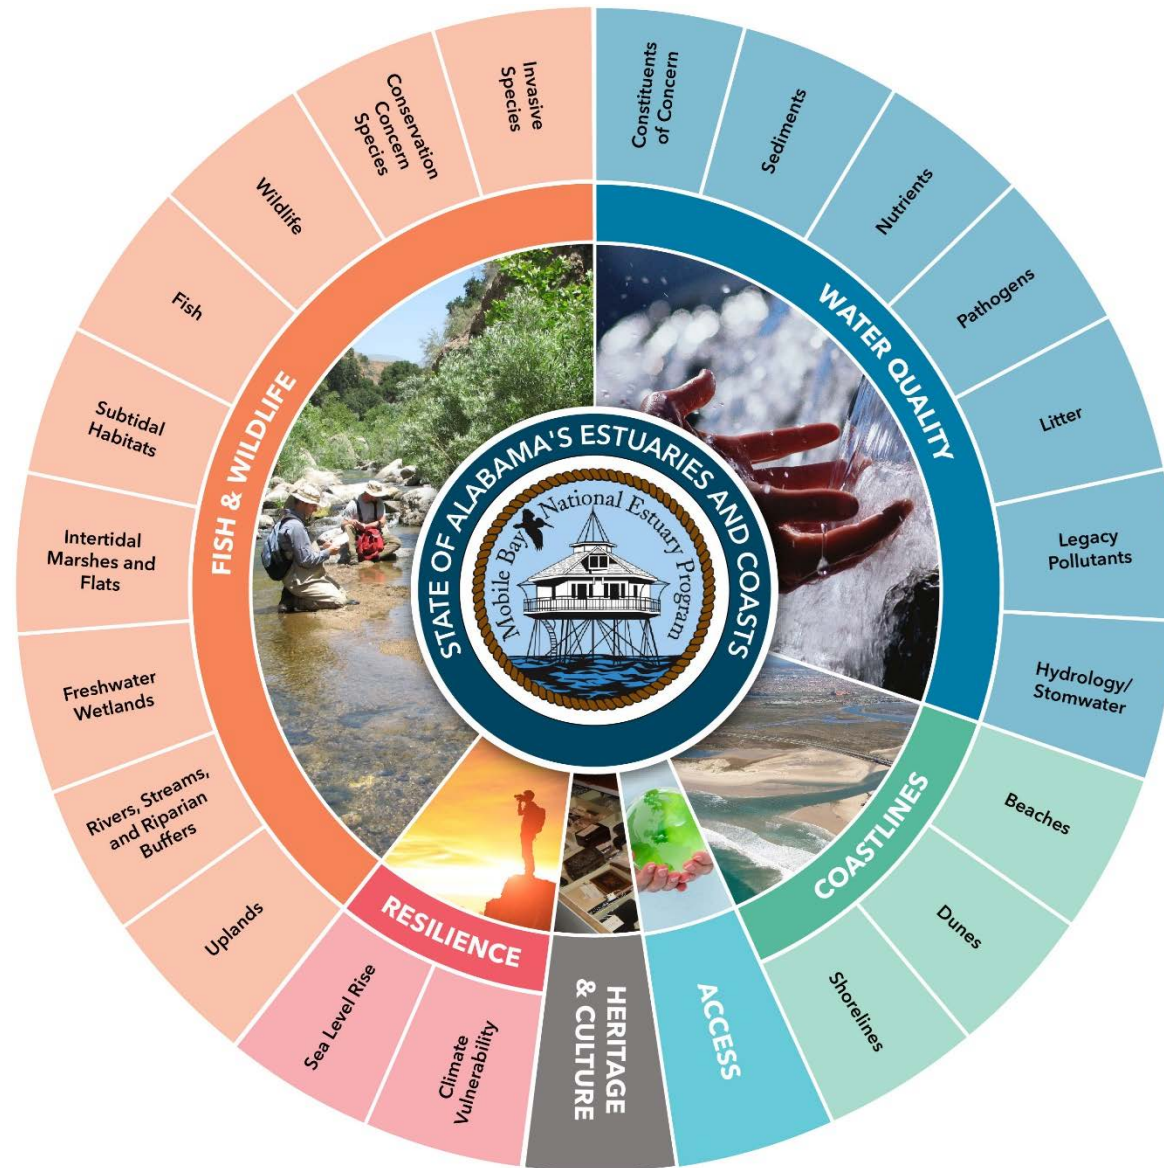 STATE OF ALABAMA'S ESTUARIES AND COASTS
Mobile Bay National Estuary Program
WATER QUALITY
Constituents
of Concern
Sediments
Nutrients
Pathogens
Litter
Legacy
Pollutants
Hydrology/
Stomwater
COASTLINES
Beaches
Dunes
Shorelines
ACCESS
HERITAGE
& CULTURE
RESILIENCE
Climate
Vulnerability
Sea Level Rise
FISH & WILDLIFE
Uplands
Rivers, Streams,
and Riparian
Buffers
Freshwater
Wetlands
Intertidal
Marshes and
Flats
Subtidal
Habitats
Fish
Wildlife
Conservation
Concern
Species
Invasive
Species